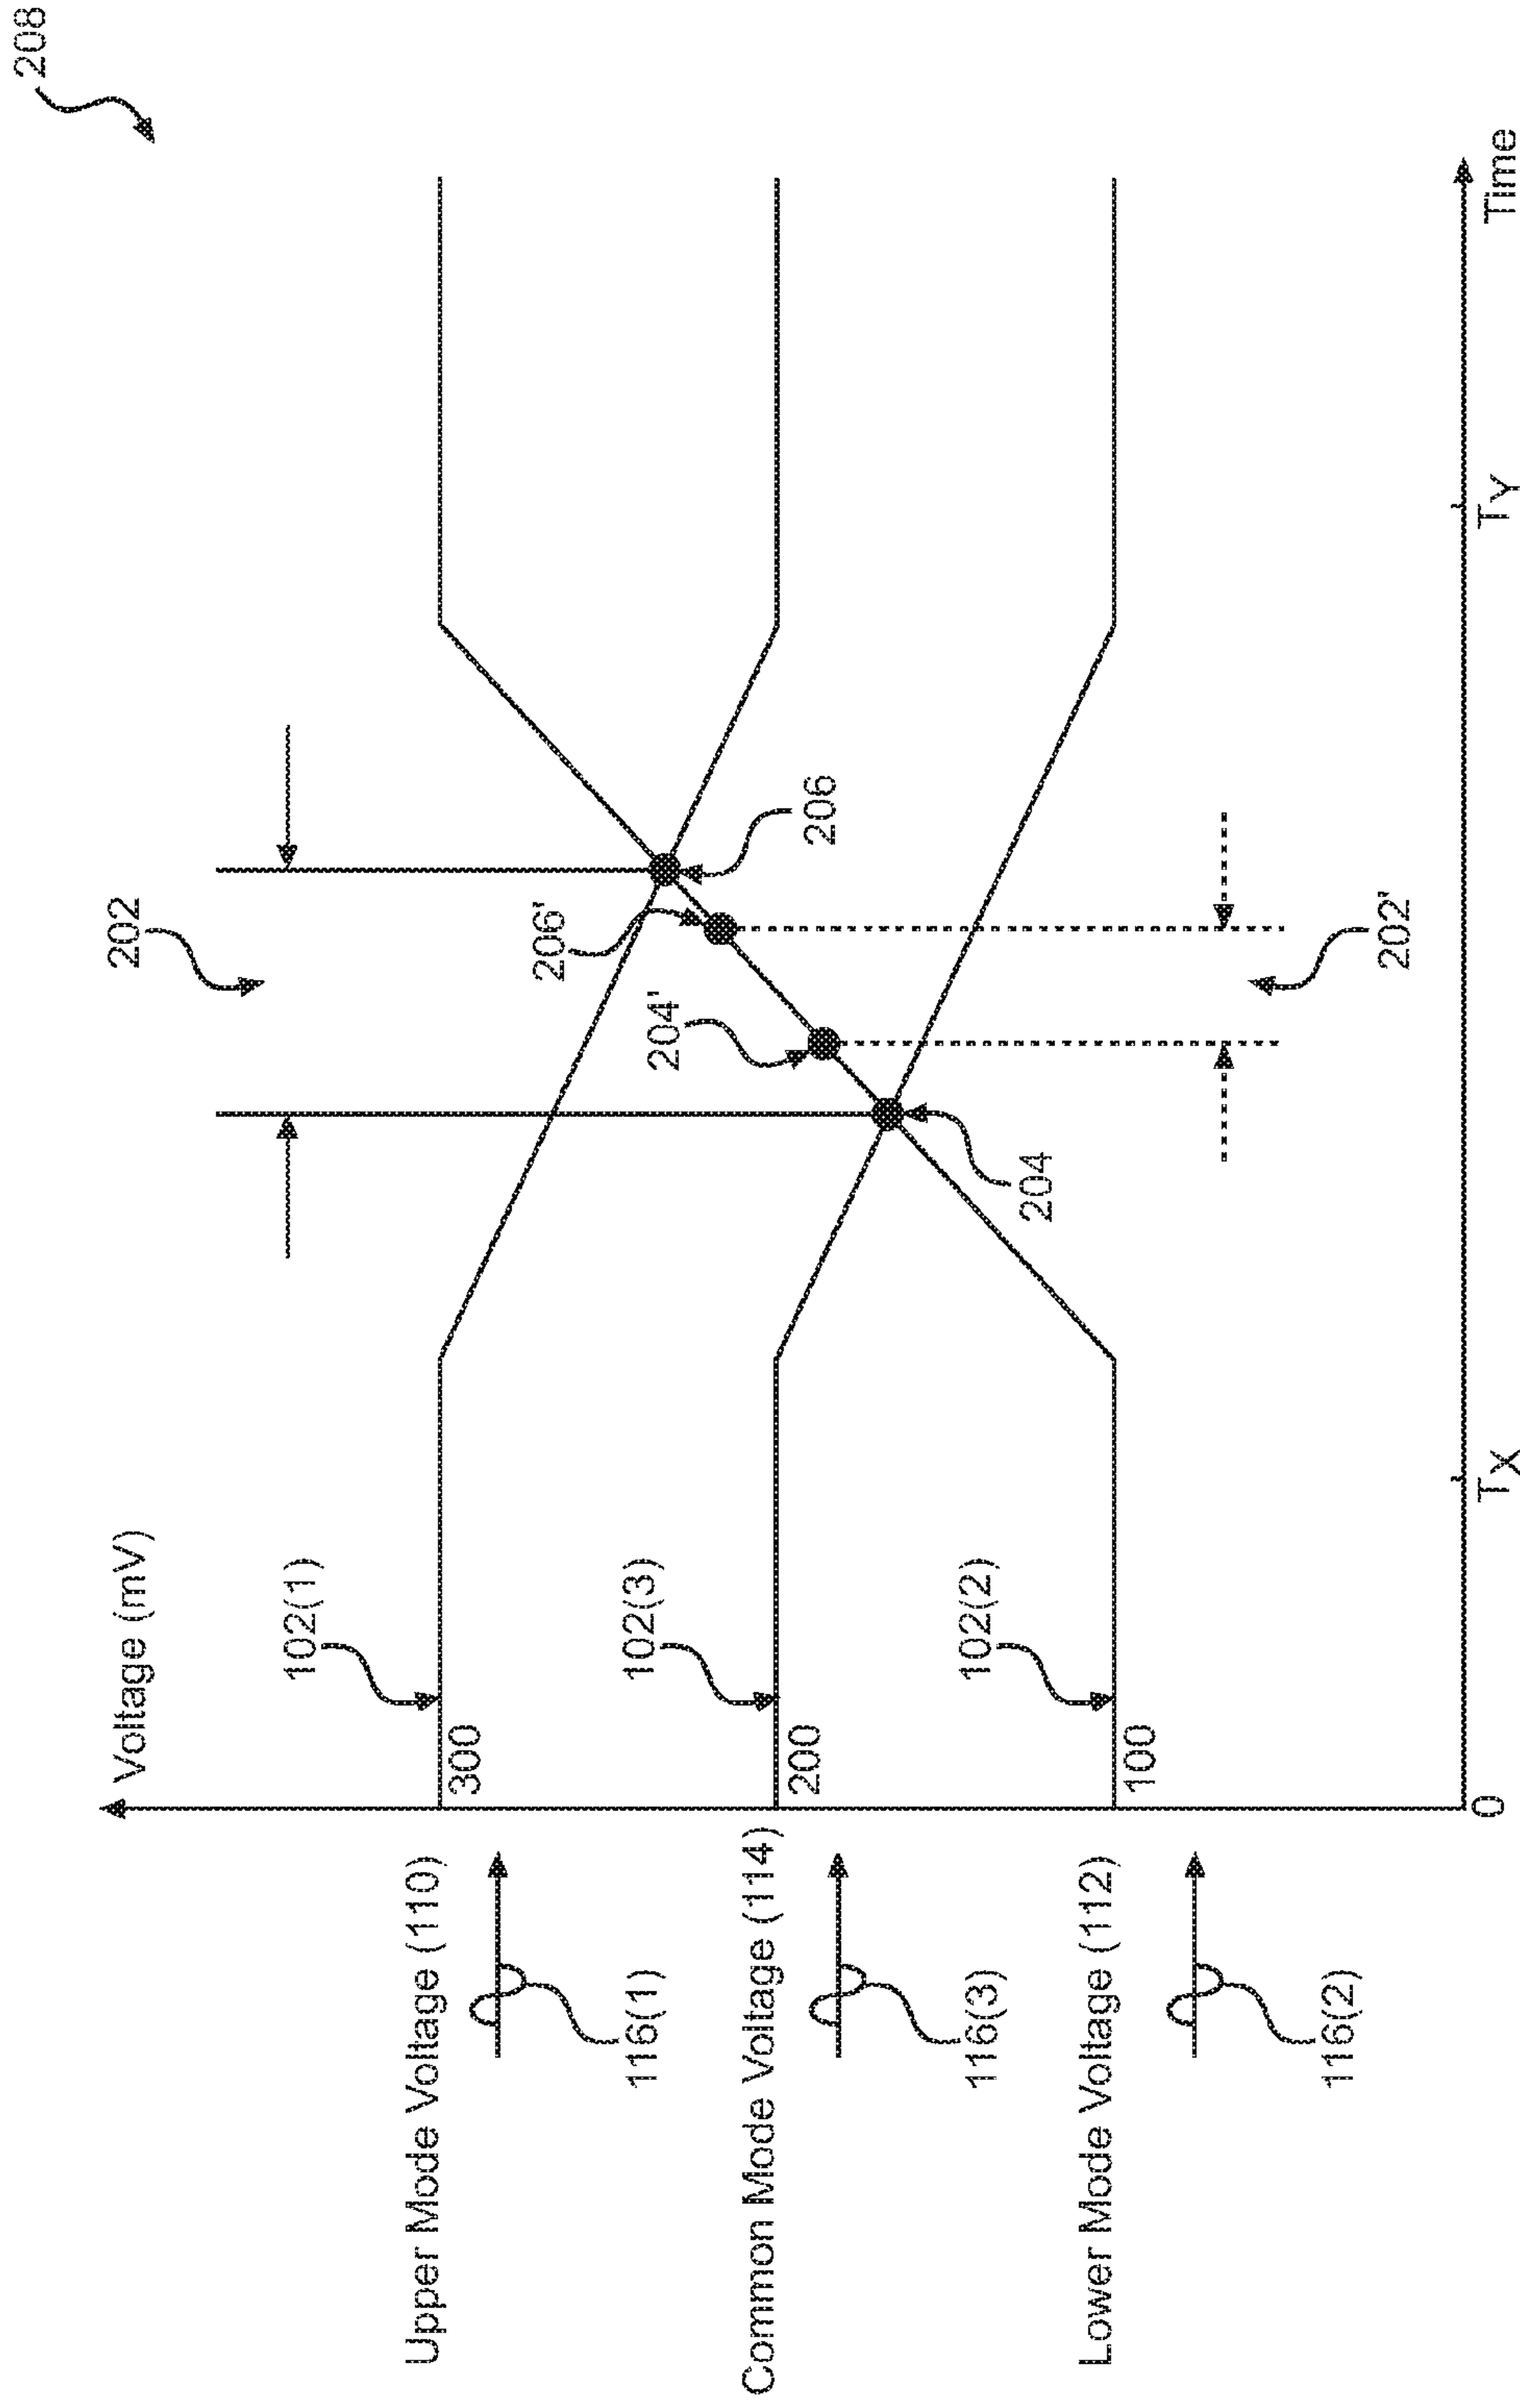 208
Voltage (mV)
202
Upper Mode Voltage (110)
102(1)
300
116(1)
206'
206
Common Mode Voltage (114)
102(3)
200
204'
116(3)
204
Lower Mode Voltage (112)
102(2)
100
116(2)
202'
0
TX
TY
Time